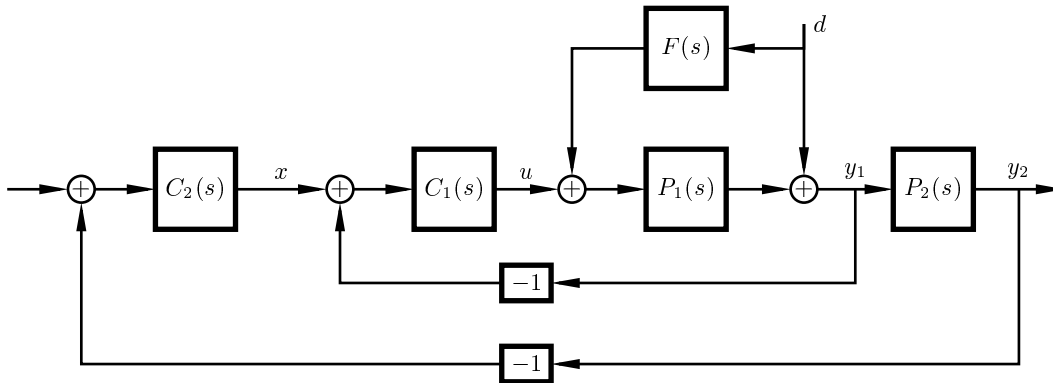 d
F(s)
C₂(s)
x
C₁(s)
u
P₁(s)
y₁
P₂(s)
y₂
+
+
+
+
−1
−1